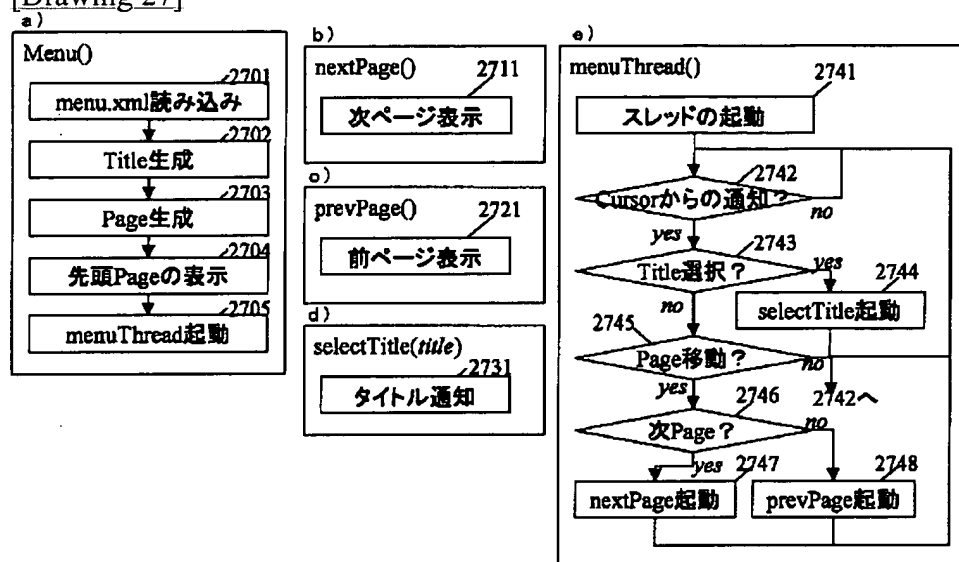 [Drawing 27]
a)
Menu()
2701
menu.xml読み込み
2702
Title生成
2703
Page生成
2704
先頭Pageの表示
2705
menuThread起動
b)
nextPage()
2711
次ページ表示
c)
prevPage()
2721
前ページ表示
d)
selectTitle(title)
2731
タイトル通知
e)
menuThread()
2741
スレッドの起動
2742
Cursorからの通知？
no
yes
2743
Title選択？
yes
2744
no
selectTitle起動
2745
Page移動？
no
yes
2742へ
2746
次Page？
no
yes
2747
2748
nextPage起動
prevPage起動